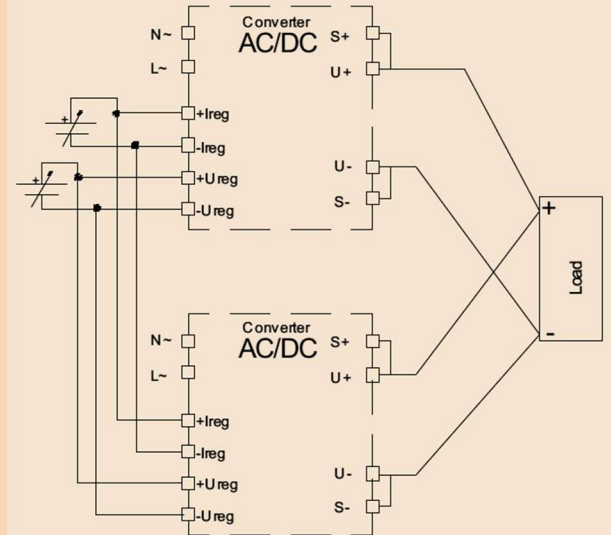 Converter
AC/DC
N~
S+
L~
U+
+Ireg
+
-Ireg
U-
+Ureg
+
S-
-Ureg
+
Load
-
Converter
AC/DC
N~
S+
L~
U+
+Ireg
-Ireg
U-
+Ureg
S-
-Ureg